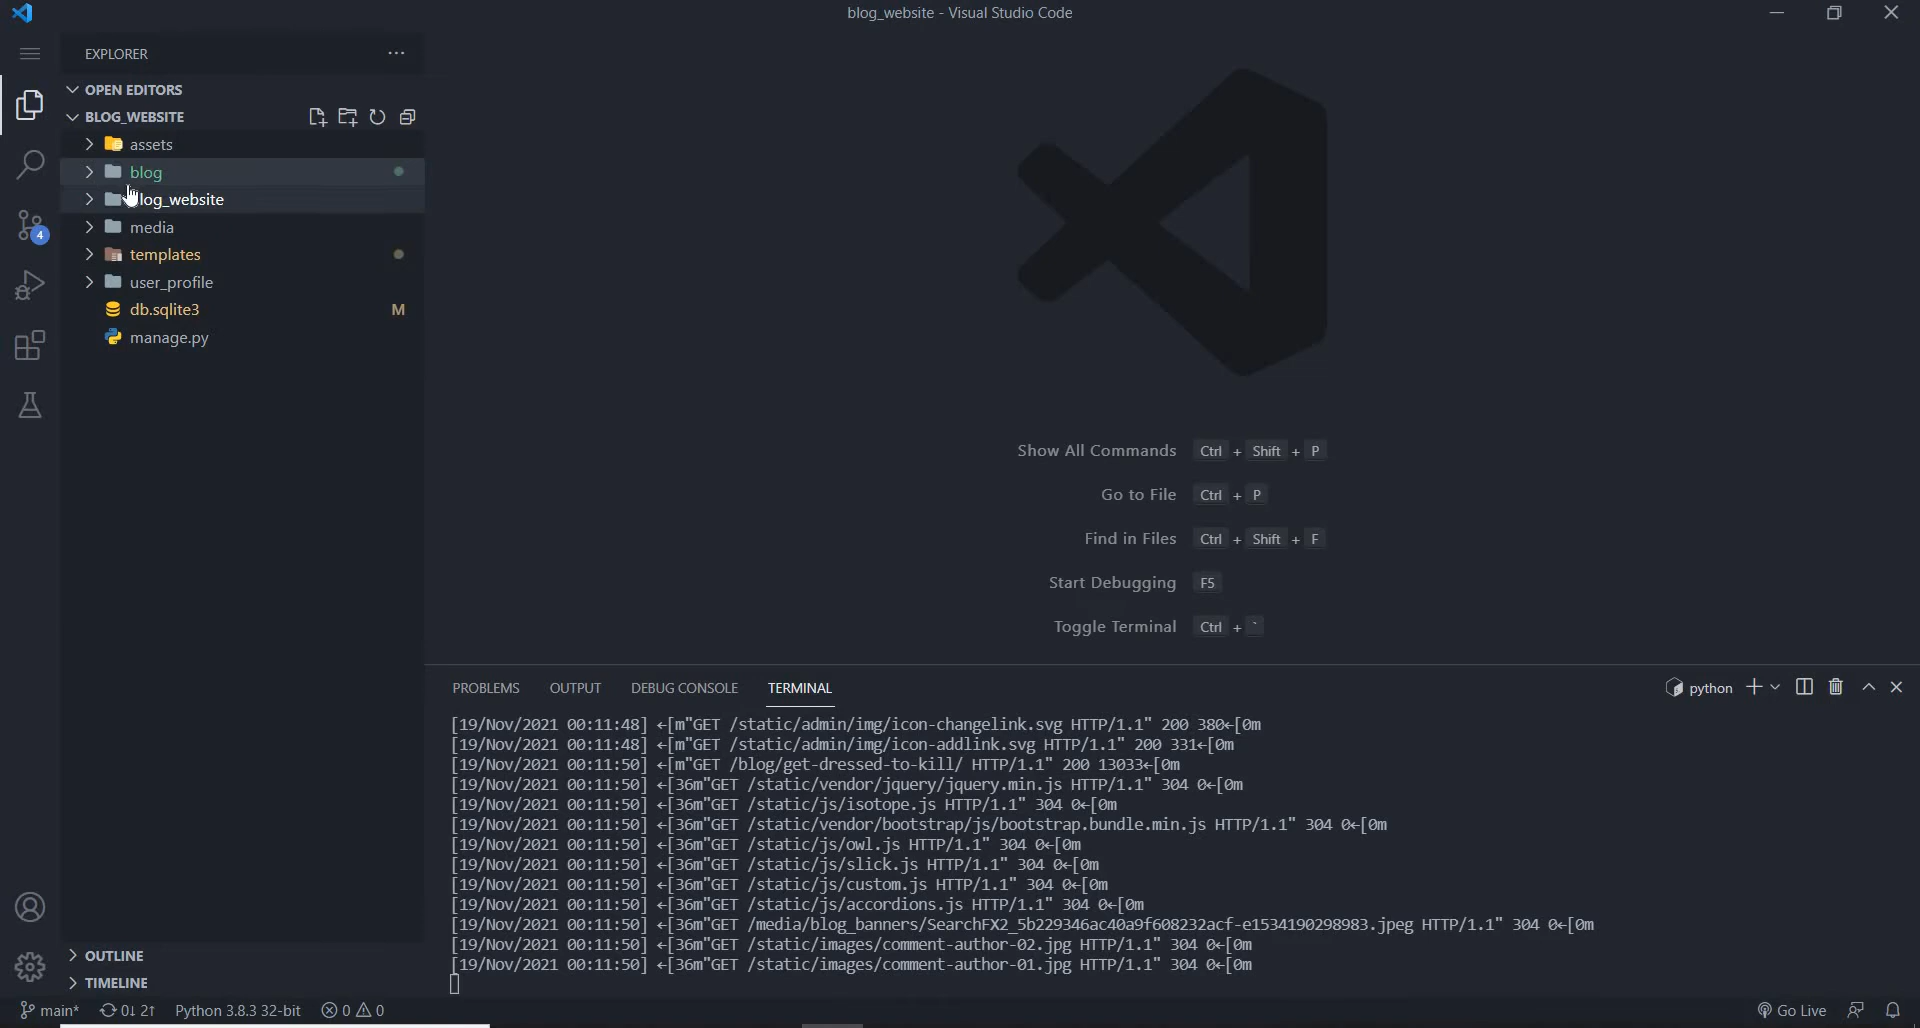 blog_website - Visual Studio Code
EXPLORER
OPEN EDITORS
BLOG_WEBSITE
assets
blog
blog_website
media
templates
user_profile
db.sqlite3 M
manage.py
4
Show All Commands Ctrl + Shift + P
Go to File Ctrl + P
Find in Files Ctrl + Shift + F
Start Debugging F5
Toggle Terminal Ctrl + `
PROBLEMS OUTPUT DEBUG CONSOLE TERMINAL python
[19/Nov/2021 00:11:48] ←[m"GET /static/admin/img/icon-changelink.svg HTTP/1.1" 200 380←[0m
[19/Nov/2021 00:11:48] ←[m"GET /static/admin/img/icon-addlink.svg HTTP/1.1" 200 331←[0m
[19/Nov/2021 00:11:50] ←[m"GET /blog/get-dressed-to-kill/ HTTP/1.1" 200 13033←[0m
[19/Nov/2021 00:11:50] ←[36m"GET /static/vendor/jquery/jquery.min.js HTTP/1.1" 304 0←[0m
[19/Nov/2021 00:11:50] ←[36m"GET /static/js/isotope.js HTTP/1.1" 304 0←[0m
[19/Nov/2021 00:11:50] ←[36m"GET /static/vendor/bootstrap/js/bootstrap.bundle.min.js HTTP/1.1" 304 0←[0m
[19/Nov/2021 00:11:50] ←[36m"GET /static/js/owl.js HTTP/1.1" 304 0←[0m
[19/Nov/2021 00:11:50] ←[36m"GET /static/js/slick.js HTTP/1.1" 304 0←[0m
[19/Nov/2021 00:11:50] ←[36m"GET /static/js/custom.js HTTP/1.1" 304 0←[0m
[19/Nov/2021 00:11:50] ←[36m"GET /static/js/accordions.js HTTP/1.1" 304 0←[0m
[19/Nov/2021 00:11:50] ←[36m"GET /media/blog_banners/SearchFX2_5b229346ac40a9f608232acf-e1534190298983.jpeg HTTP/1.1" 304 0←[0m
[19/Nov/2021 00:11:50] ←[36m"GET /static/images/comment-author-02.jpg HTTP/1.1" 304 0←[0m
[19/Nov/2021 00:11:50] ←[36m"GET /static/images/comment-author-01.jpg HTTP/1.1" 304 0←[0m
OUTLINE
TIMELINE
main* 0↓ 2↑ Python 3.8.3 32-bit 0 0 Go Live